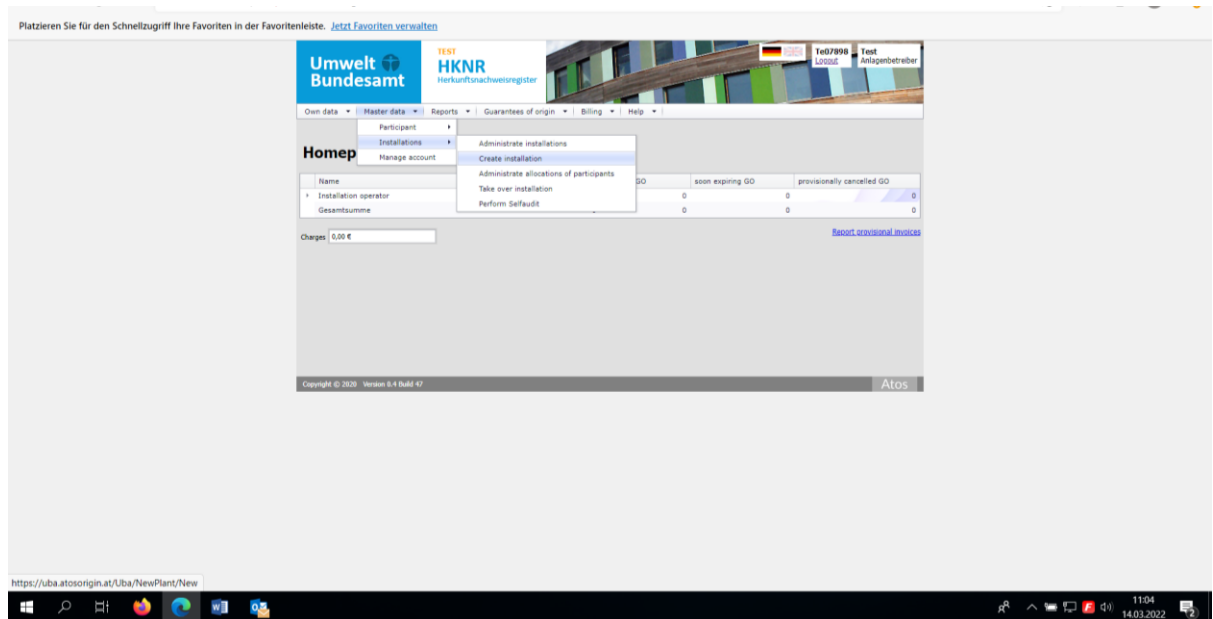 Platzieren Sie für den Schnellzugriff Ihre Favoriten in der Favoritenleiste. Jetzt Favoriten verwalten
Umwelt
Bundesamt
TEST
HKNR
Herkunftsnachweisregister
Te07898
Logout
Test
Anlagenbetreiber
Own data Master data Reports Guarantees of origin Billing Help
Participant
Installations
Manage account
Administrate installations
Create installation
Administrate allocations of participants
Take over installation
Perform Selfaudit
Homep
Name GO soon expiring GO provisionally cancelled GO
Installation operator 0 0 0
Gesamtsumme 0 0 0
Charges 0,00 € Report provisional invoices
Copyright © 2020 Version 8.4 Build 47 Atos
https://uba.atosorigin.at/Uba/NewPlant/New
11:04
14.03.2022
2